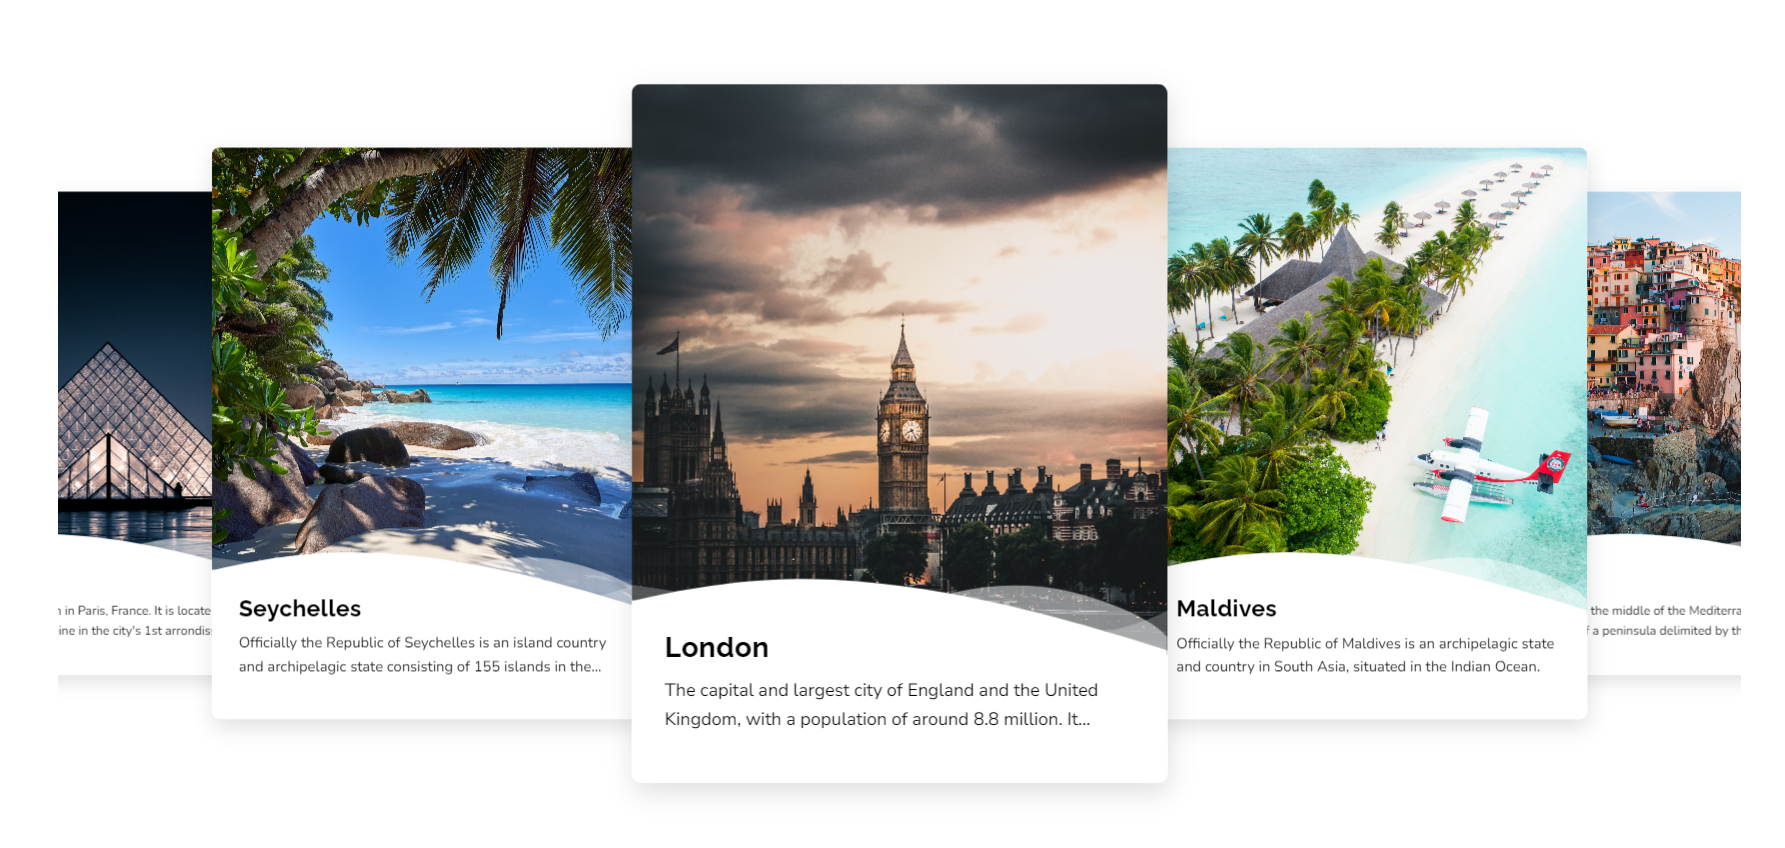 in Paris, France. It is locate
in the city's 1st arrondis
Seychelles
Officially the Republic of Seychelles is an island country
and archipelagic state consisting of 155 islands in the...
London
The capital and largest city of England and the United
Kingdom, with a population of around 8.8 million. It...
Maldives
Officially the Republic of Maldives is an archipelagic state
and country in South Asia, situated in the Indian Ocean.
the middle of the Mediterra
a peninsula delimited by th